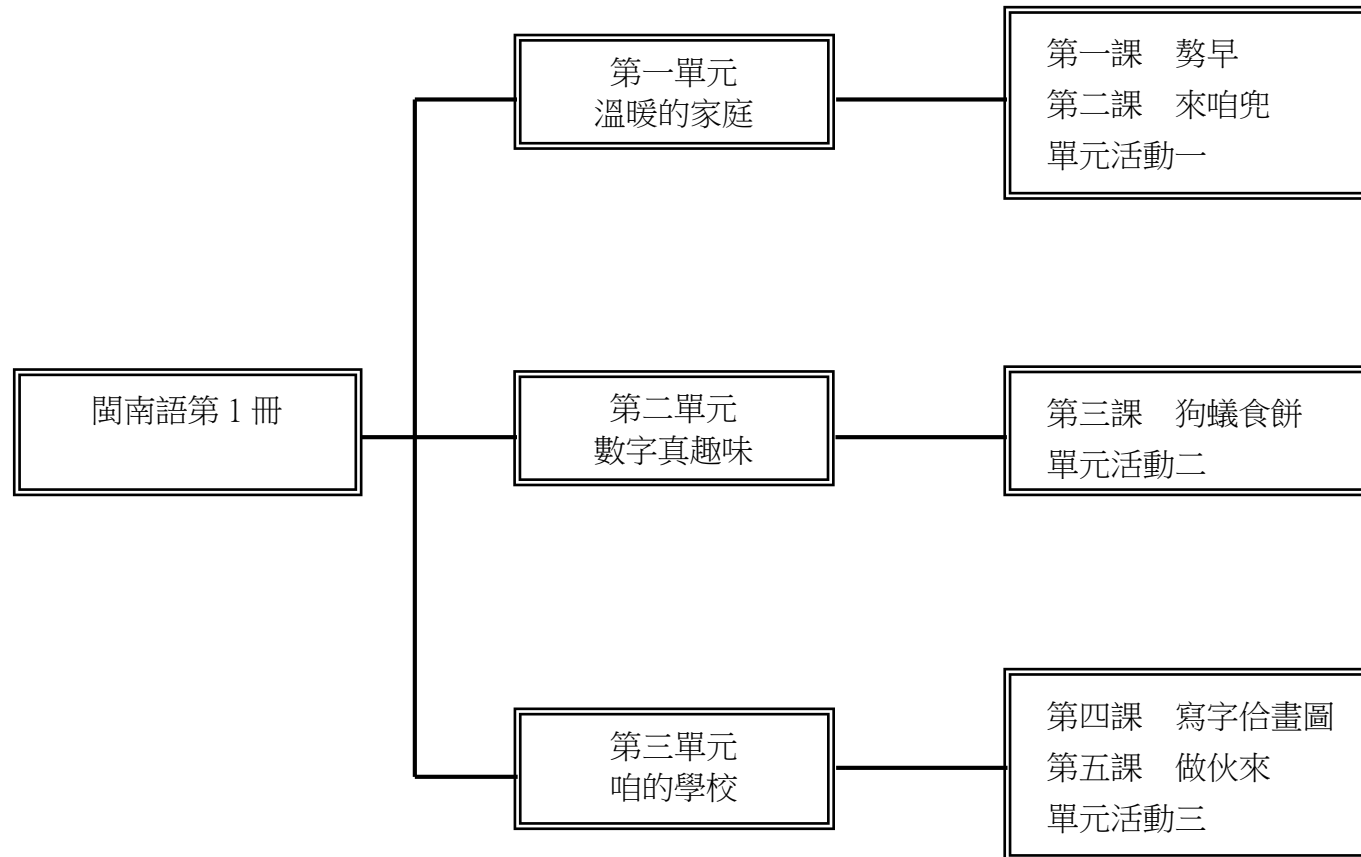 閩南語第 1 冊
第一單元
溫暖的家庭
第一課　勢早
第二課　來咱兜
單元活動一
第二單元
數字真趣味
第三課　狗蟻食餅
單元活動二
第三單元
咱的學校
第四課　寫字佮畫圖
第五課　做伙來
單元活動三